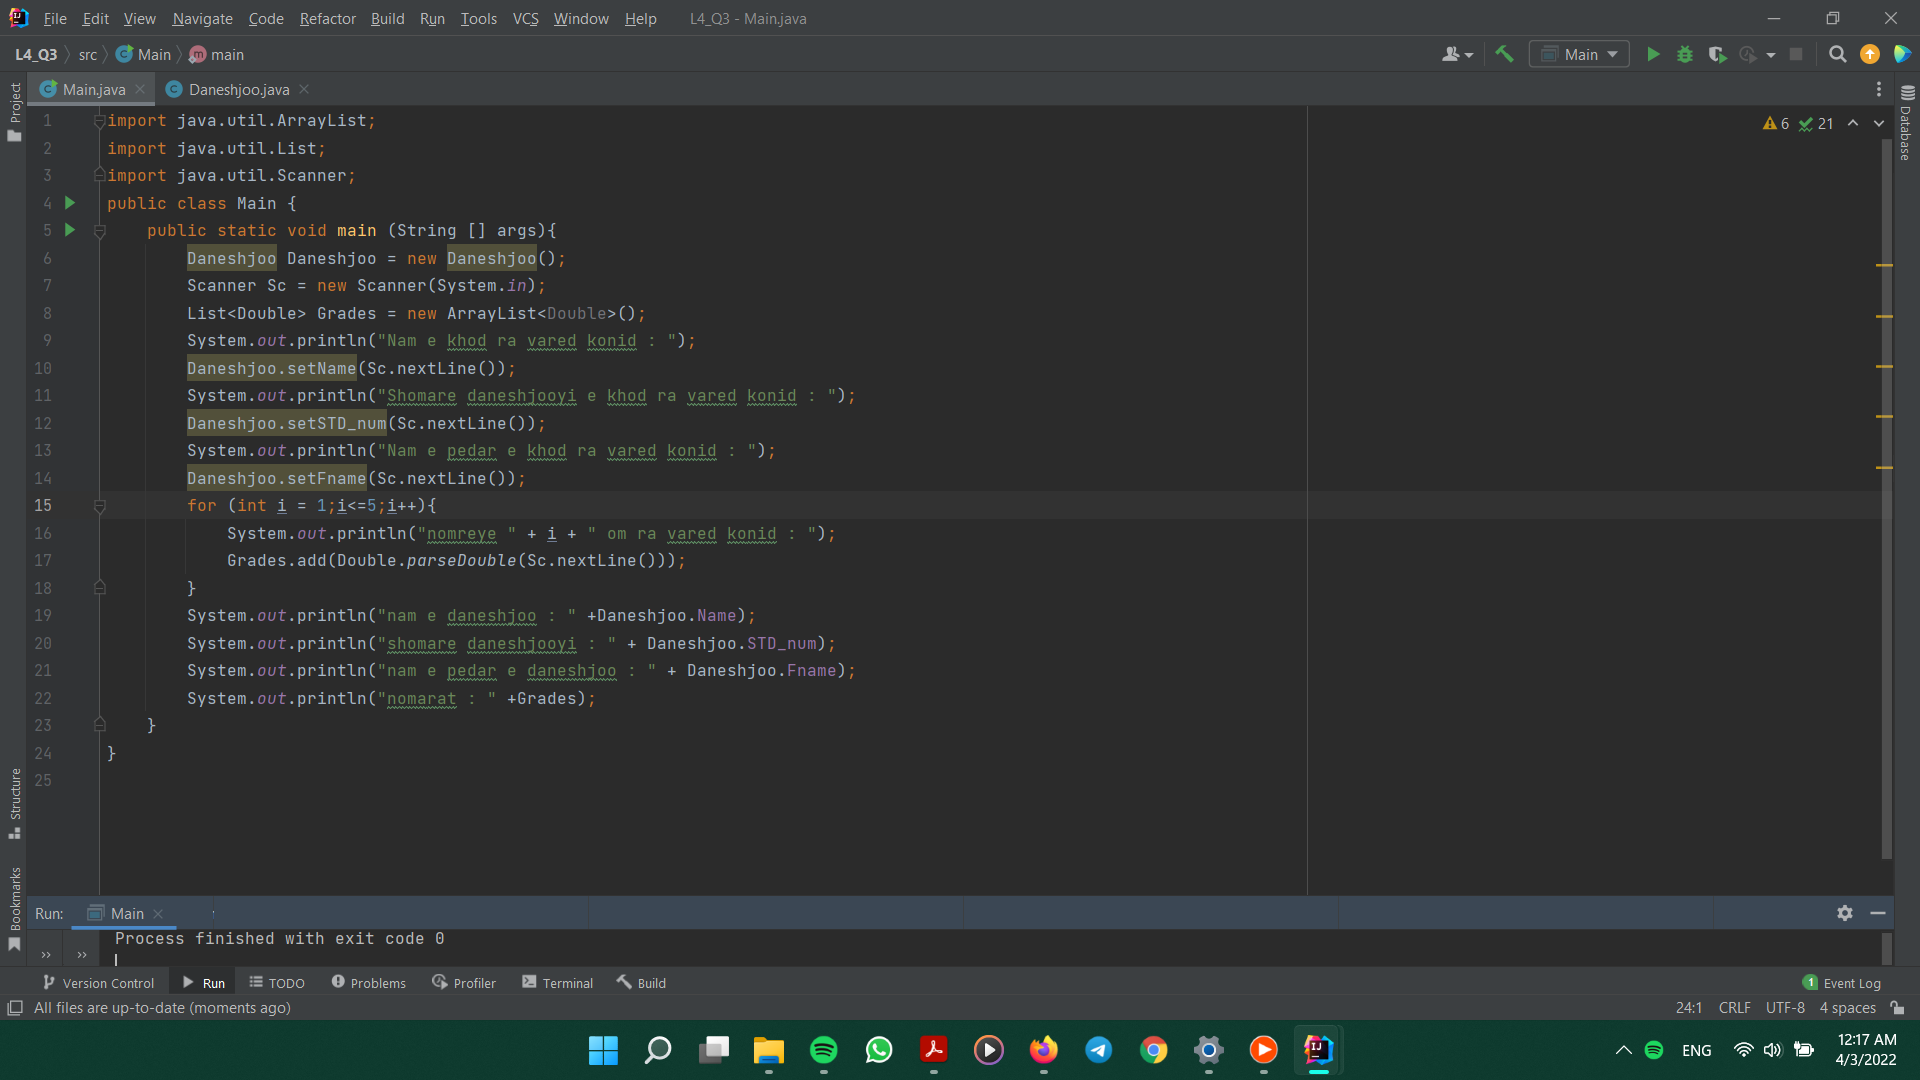 File Edit View Navigate Code Refactor Build Run Tools VCS Window Help L4_Q3 - Main.java
L4_Q3 src Main main Main
Project
Main.java Daneshjoo.java
Database
6 21
1 import java.util.ArrayList;
2 import java.util.List;
3 import java.util.Scanner;
4 public class Main {
5 public static void main (String [] args){
6 Daneshjoo Daneshjoo = new Daneshjoo();
7 Scanner Sc = new Scanner(System.in);
8 List<Double> Grades = new ArrayList<Double>();
9 System.out.println("Nam e khod ra vared konid : ");
10 Daneshjoo.setName(Sc.nextLine());
11 System.out.println("Shomare daneshjooyi e khod ra vared konid : ");
12 Daneshjoo.setSTD_num(Sc.nextLine());
13 System.out.println("Nam e pedar e khod ra vared konid : ");
14 Daneshjoo.setFname(Sc.nextLine());
15 for (int i = 1;i<=5;i++){
16 System.out.println("nomreye " + i + " om ra vared konid : ");
17 Grades.add(Double.parseDouble(Sc.nextLine()));
18 }
19 System.out.println("nam e daneshjoo : " +Daneshjoo.Name);
20 System.out.println("shomare daneshjooyi : " + Daneshjoo.STD_num);
21 System.out.println("nam e pedar e daneshjoo : " + Daneshjoo.Fname);
22 System.out.println("nomarat : " +Grades);
23 }
24 }
25
Structure
Bookmarks
Run: Main
Process finished with exit code 0
Version Control Run TODO Problems Profiler Terminal Build 1 Event Log
All files are up-to-date (moments ago) 24:1 CRLF UTF-8 4 spaces
ENG 12:17 AM
4/3/2022